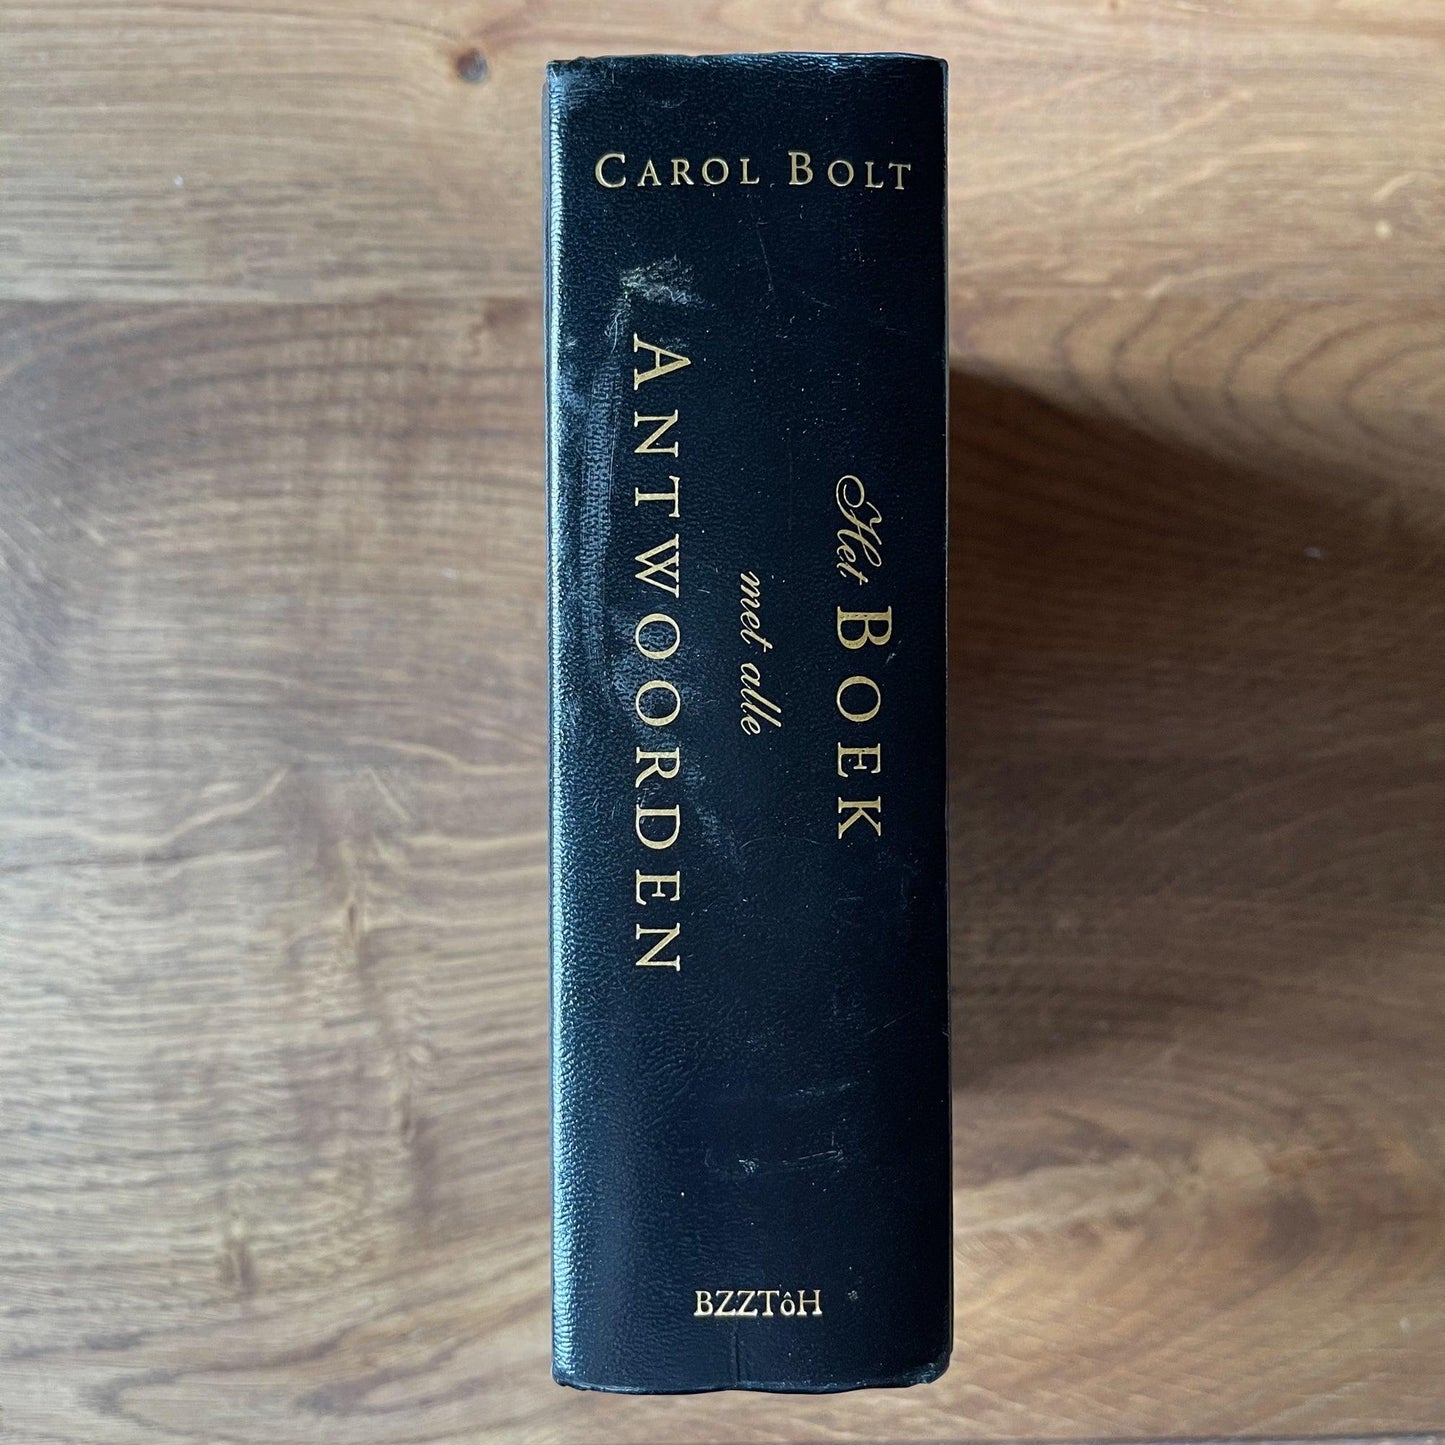 CAROL BOLT
Het BOEK
met alle
ANTWOORDEN
BZZTôH